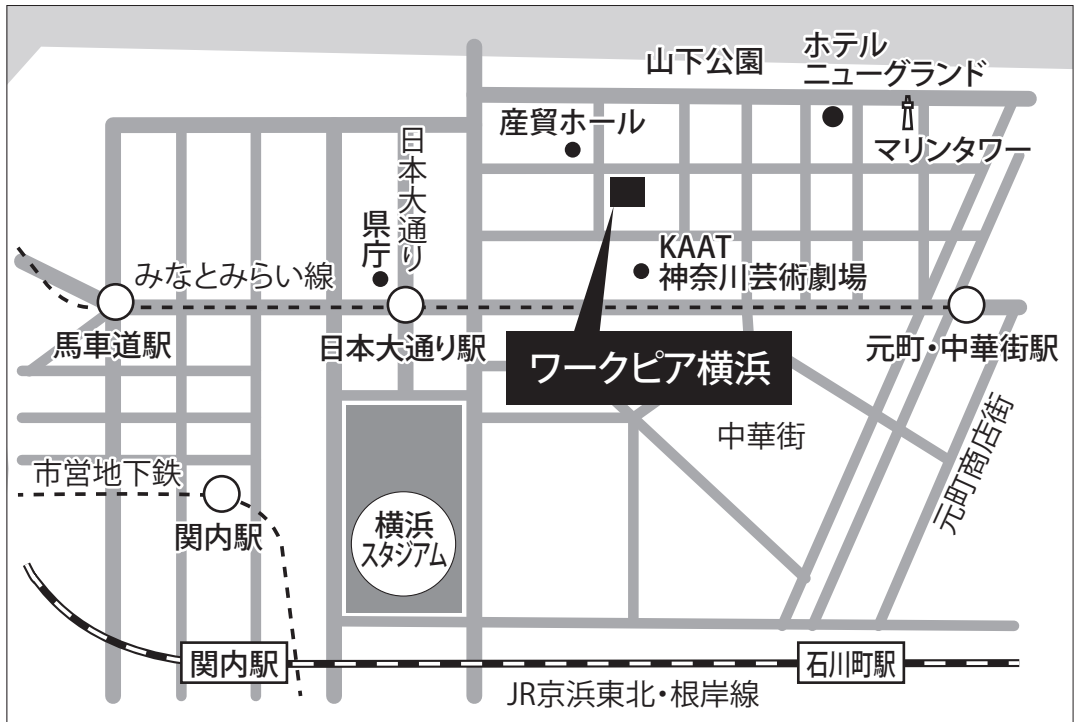 山下公園
ホテル
ニューグランド
産貿ホール
マリンタワー
日本大通り
県庁
KAAT
神奈川芸術劇場
みなとみらい線
馬車道駅
日本大通り駅
元町・中華街駅
ワークピア横浜
中華街
元町商店街
市営地下鉄
関内駅
横浜
スタジアム
関内駅
石川町駅
JR京浜東北・根岸線